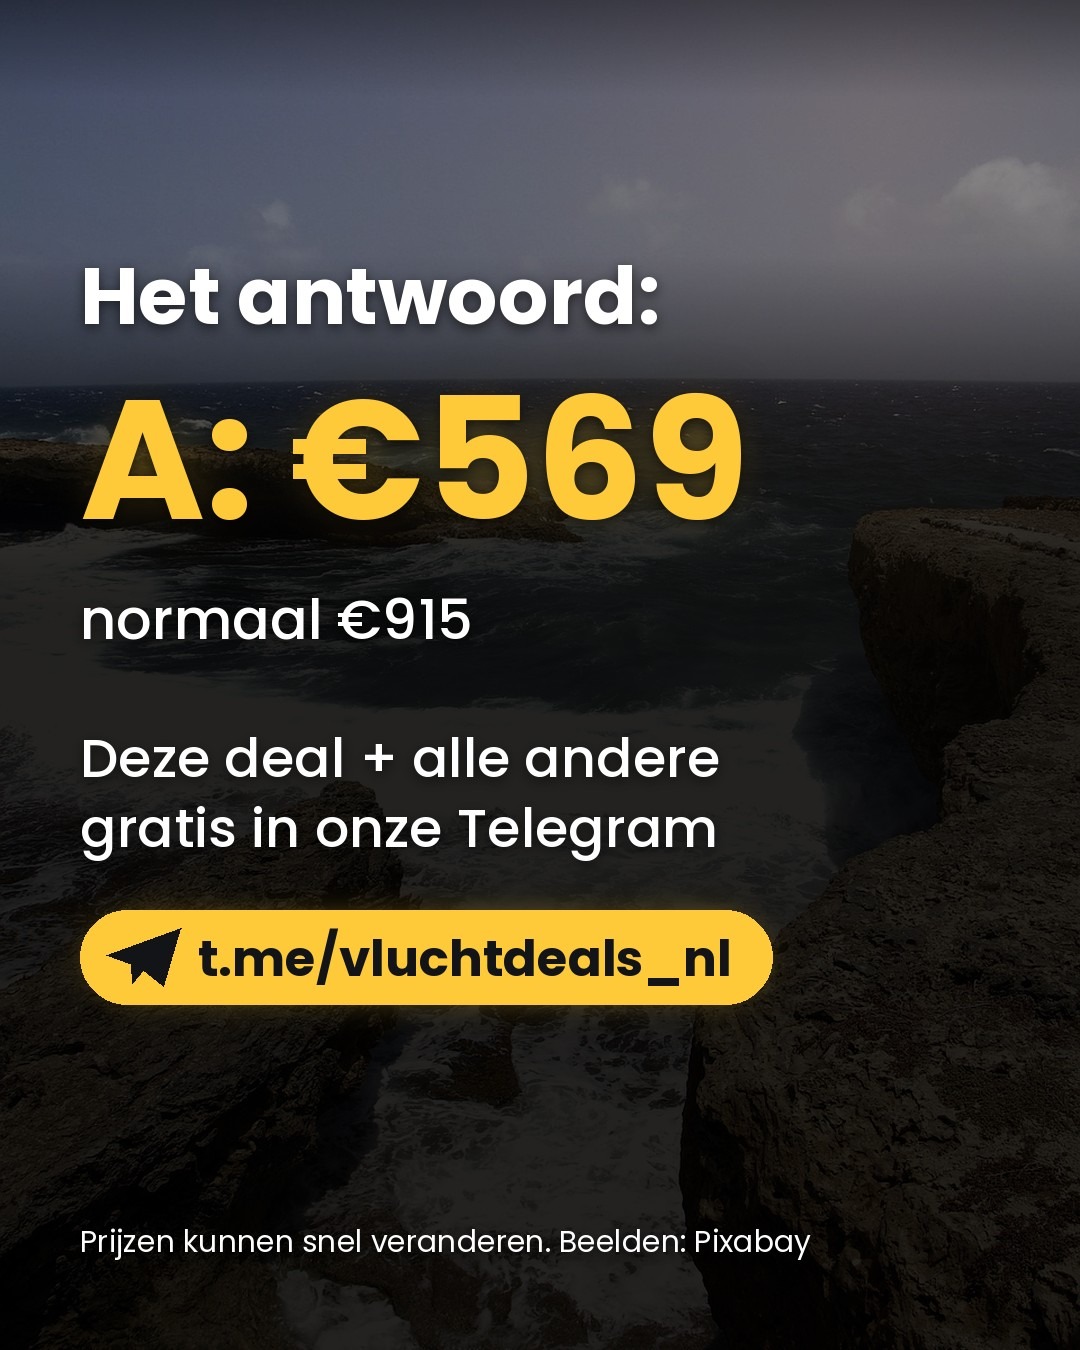 Het antwoord:
A: €569
normaal €915
Deze deal + alle andere
gratis in onze Telegram
t.me/vluchtdeals_nl
Prijzen kunnen snel veranderen. Beelden: Pixabay